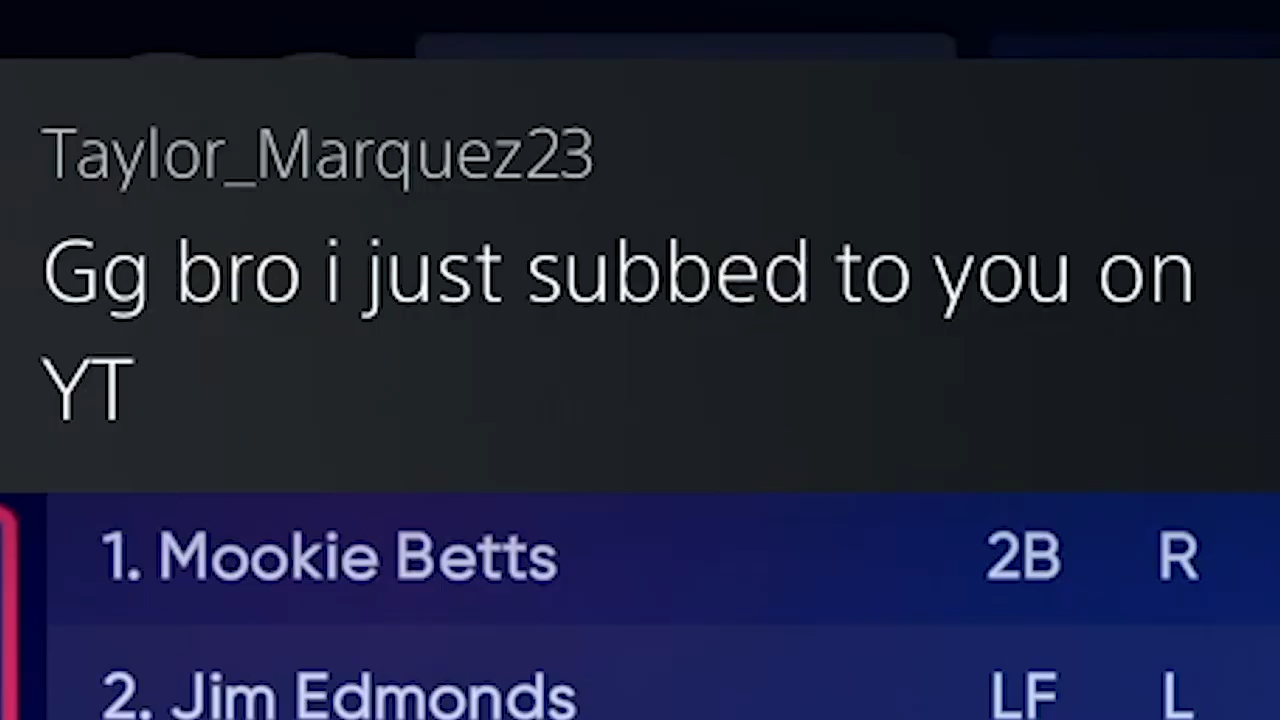 Taylor_Marquez23
Gg bro i just subbed to you on
YT
1. Mookie Betts 2B R
2. Jim Edmonds LF L